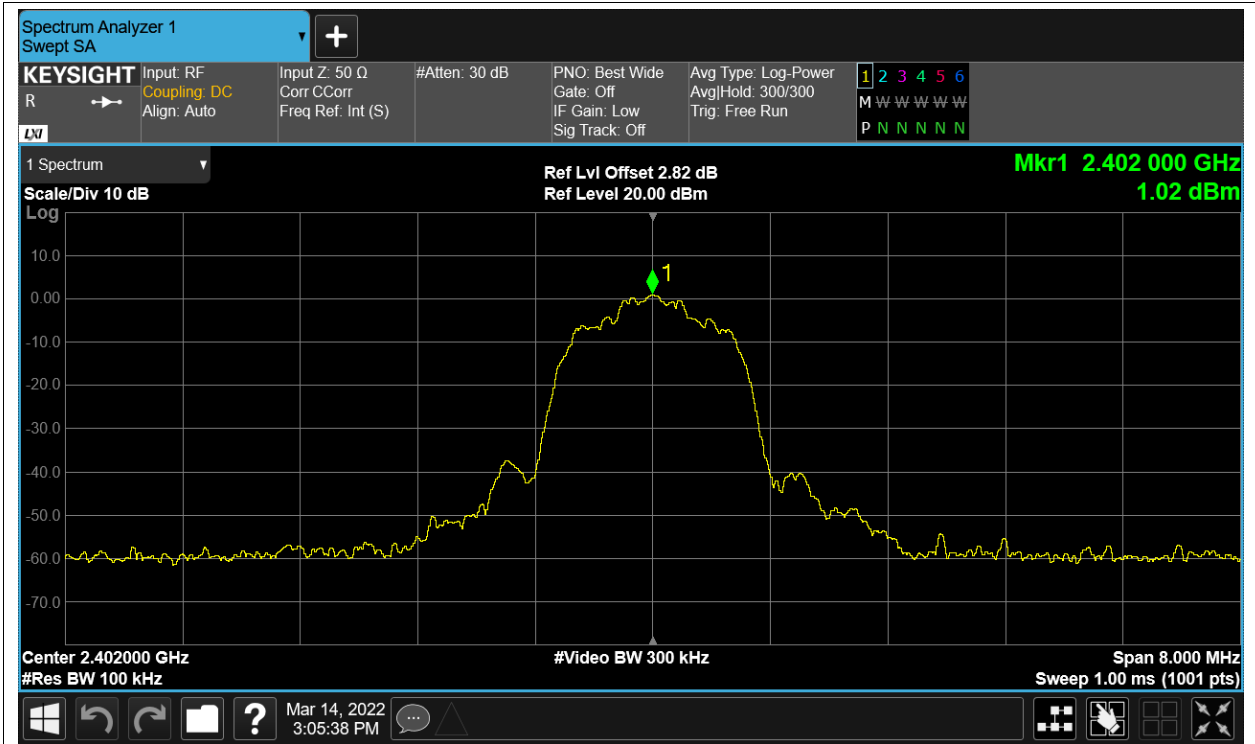 Spectrum Analyzer 1
Swept SA
KEYSIGHT Input: RF Input Z: 50 Ω #Atten: 30 dB PNO: Best Wide Avg Type: Log-Power 1 2 3 4 5 6
R Coupling: DC Corr CCorr Gate: Off Avg|Hold: 300/300 M W W W W W
Align: Auto Freq Ref: Int (S) IF Gain: Low Trig: Free Run
LXI Sig Track: Off P N N N N N
1 Spectrum
Ref Lvl Offset 2.82 dB
Mkr1 2.402 000 GHz
Scale/Div 10 dB
Ref Level 20.00 dBm
1.02 dBm
Log
1
10.0
0.00
-10.0
-20.0
-30.0
-40.0
-50.0
-60.0
-70.0
Center 2.402000 GHz #Video BW 300 kHz Span 8.000 MHz
#Res BW 100 kHz Sweep 1.00 ms (1001 pts)
? Mar 14, 2022
3:05:38 PM